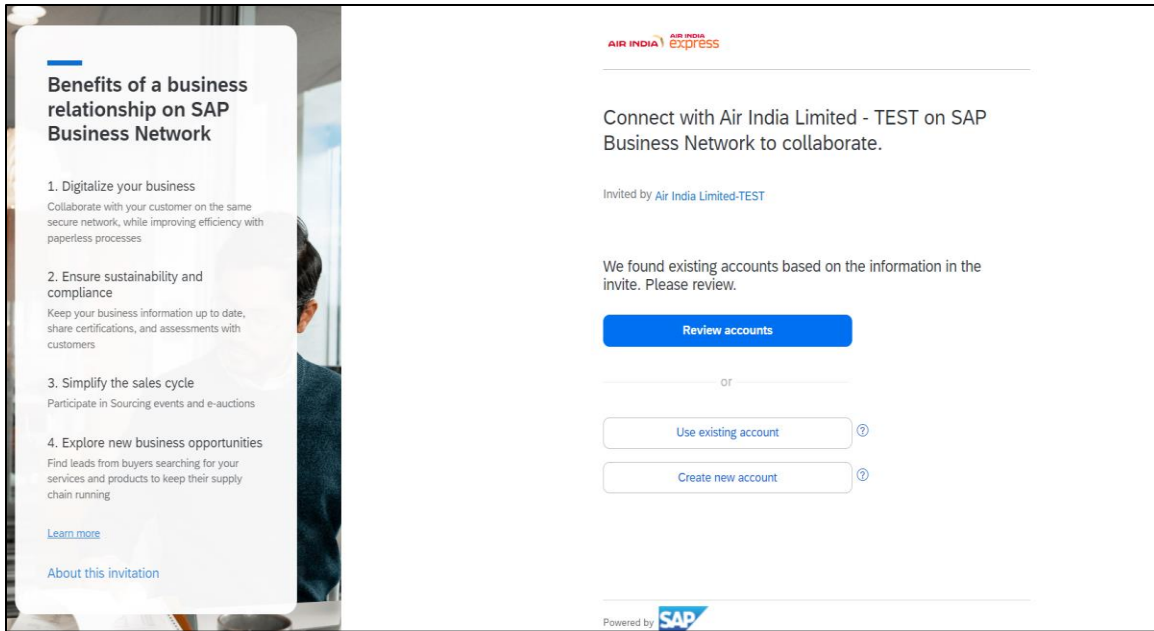 Benefits of a business
relationship on SAP
Business Network
1. Digitalize your business
Collaborate with your customer on the same
secure network, while improving efficiency with
paperless processes
2. Ensure sustainability and
compliance
Keep your business information up to date,
share certifications, and assessments with
customers
3. Simplify the sales cycle
Participate in Sourcing events and e-auctions
4. Explore new business opportunities
Find leads from buyers searching for your
services and products to keep their supply
chain running
Learn more
About this invitation
AIR INDIA AIR INDIA express
Connect with Air India Limited - TEST on SAP
Business Network to collaborate.
Invited by Air India Limited-TEST
We found existing accounts based on the information in the
invite. Please review.
Review accounts
or
Use existing account ?
Create new account ?
Powered by SAP